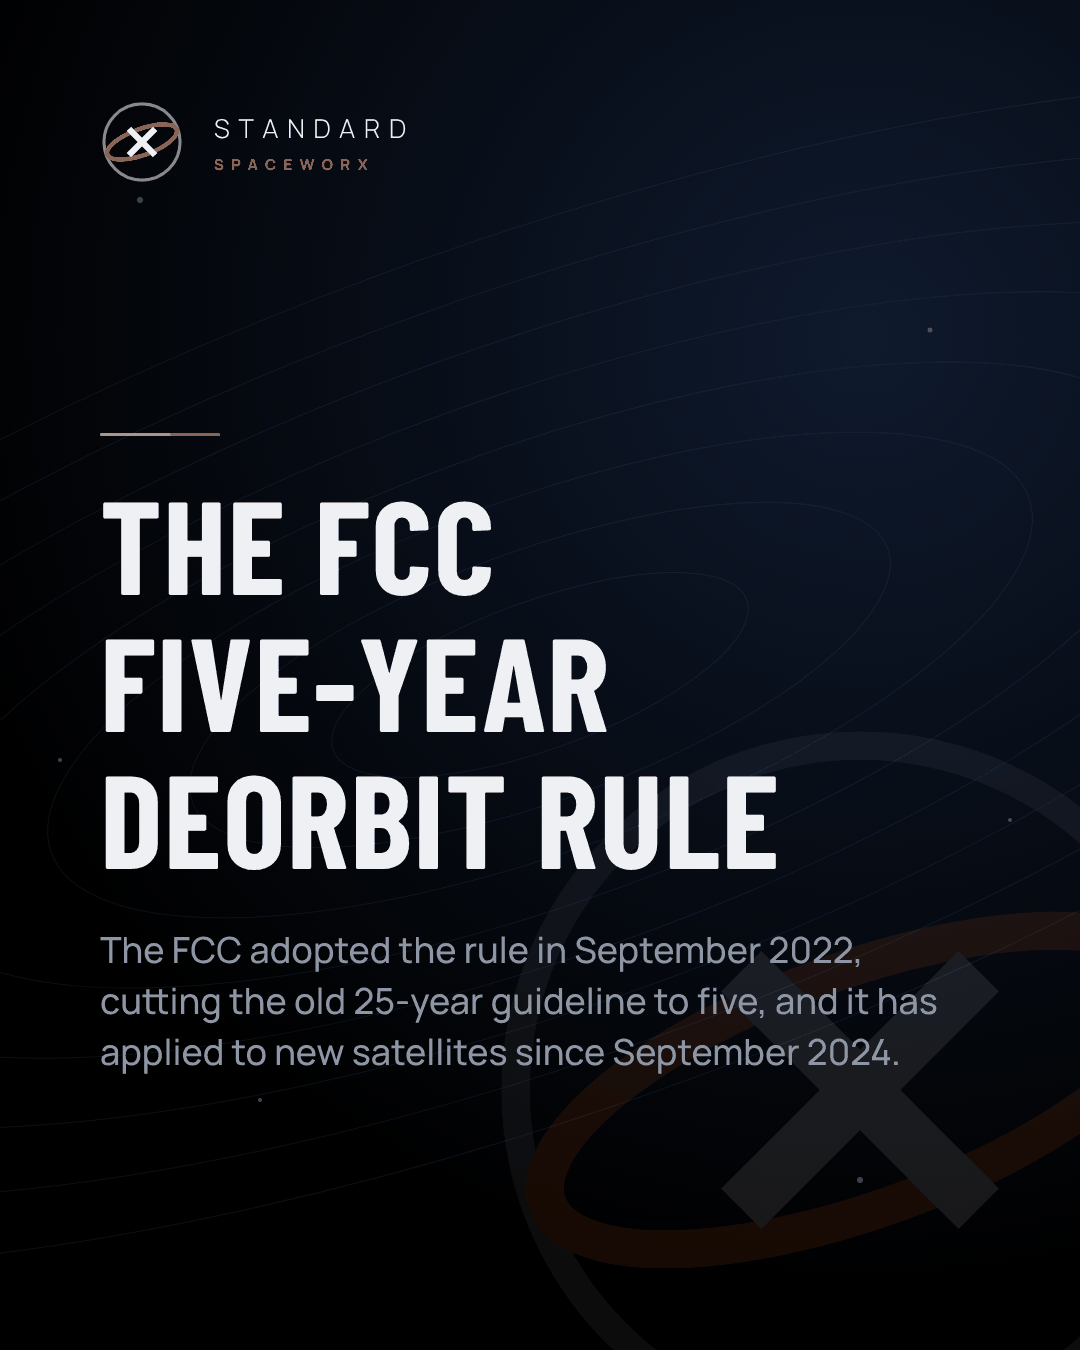 STANDARD
SPACEWORX
THE FCC
FIVE-YEAR
DEORBIT RULE
The FCC adopted the rule in September 2022,
cutting the old 25-year guideline to five, and it has
applied to new satellites since September 2024.